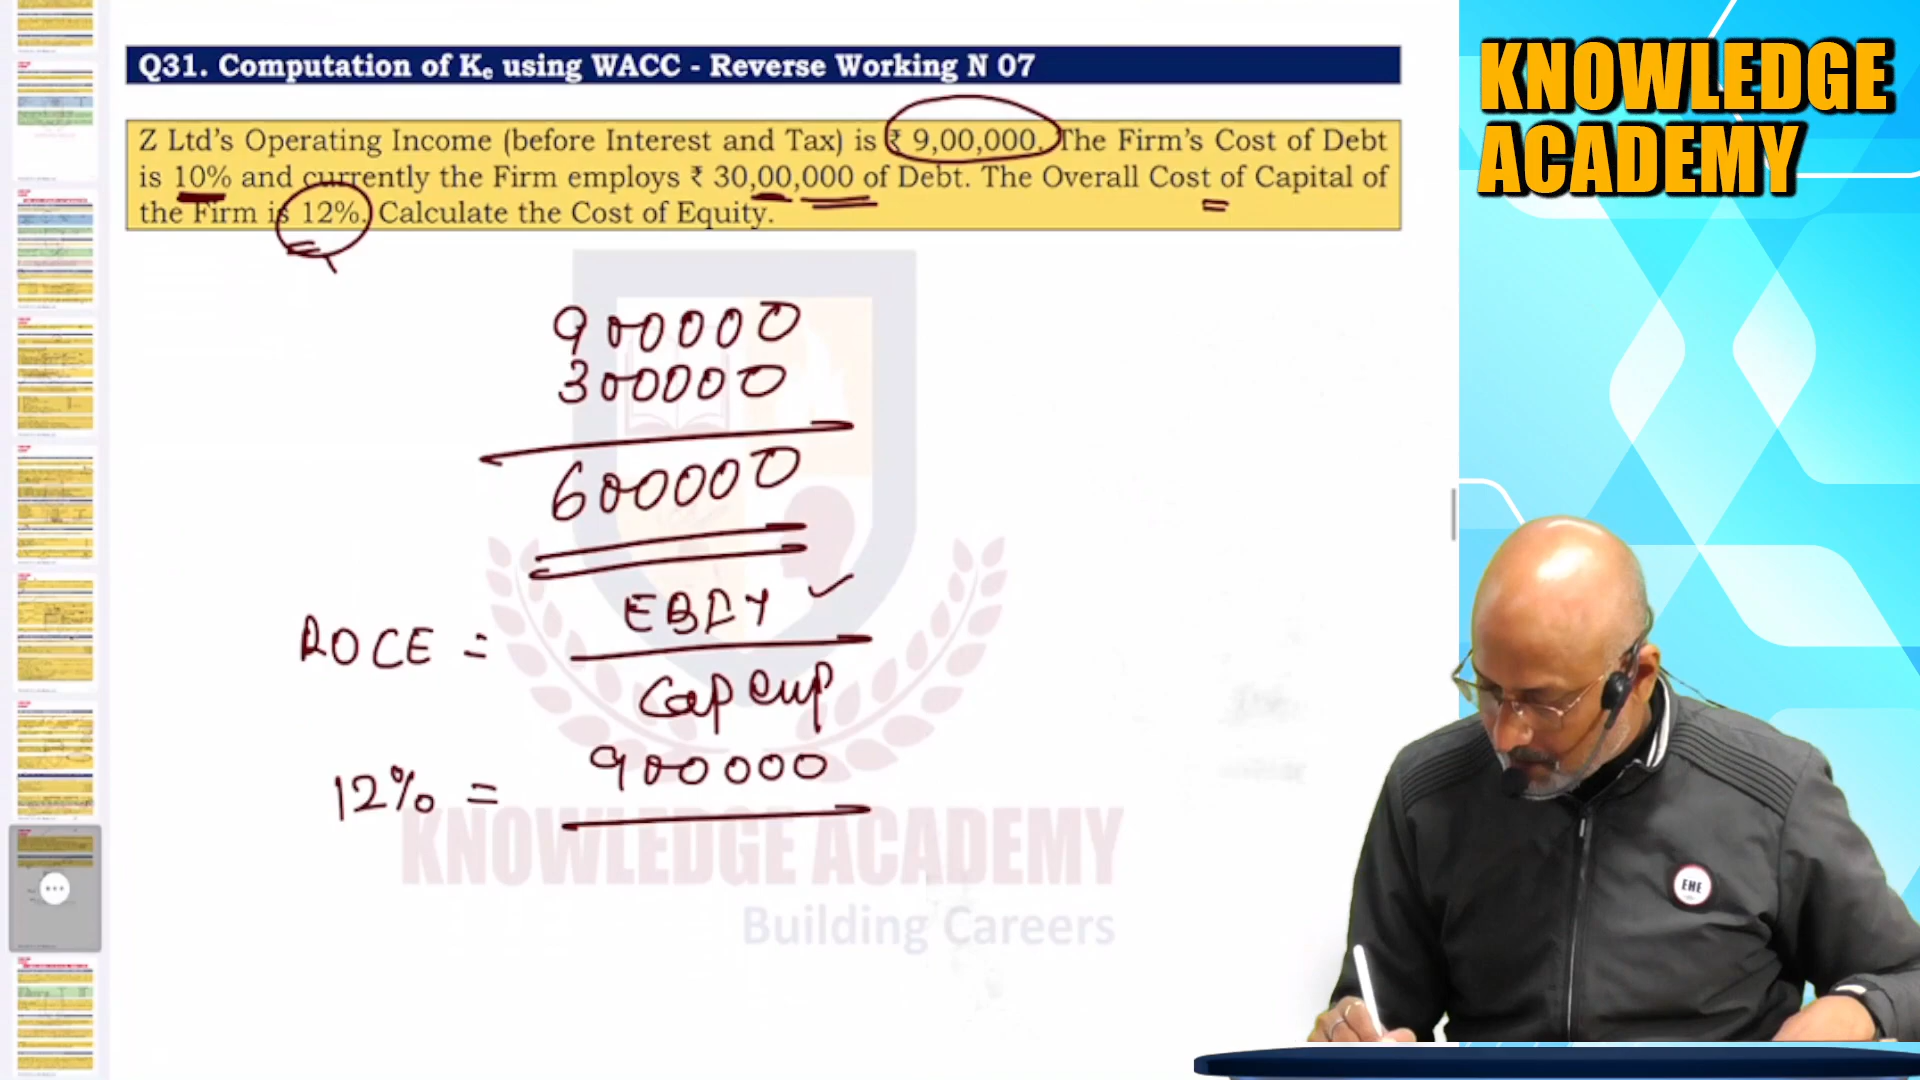 Q31. Computation of Ke using WACC - Reverse Working N 07
Z Ltd's Operating Income (before Interest and Tax) is ₹ 9,00,000. The Firm's Cost of Debt
is 10% and currently the Firm employs ₹ 30,00,000 of Debt. The Overall Cost of Capital of
the Firm is 12%. Calculate the Cost of Equity.
900000
300000
600000
ROCE = EBIT
Cap emp
12% = 900000
KNOWLEDGE ACADEMY
Building Careers
KNOWLEDGE
ACADEMY
EHE